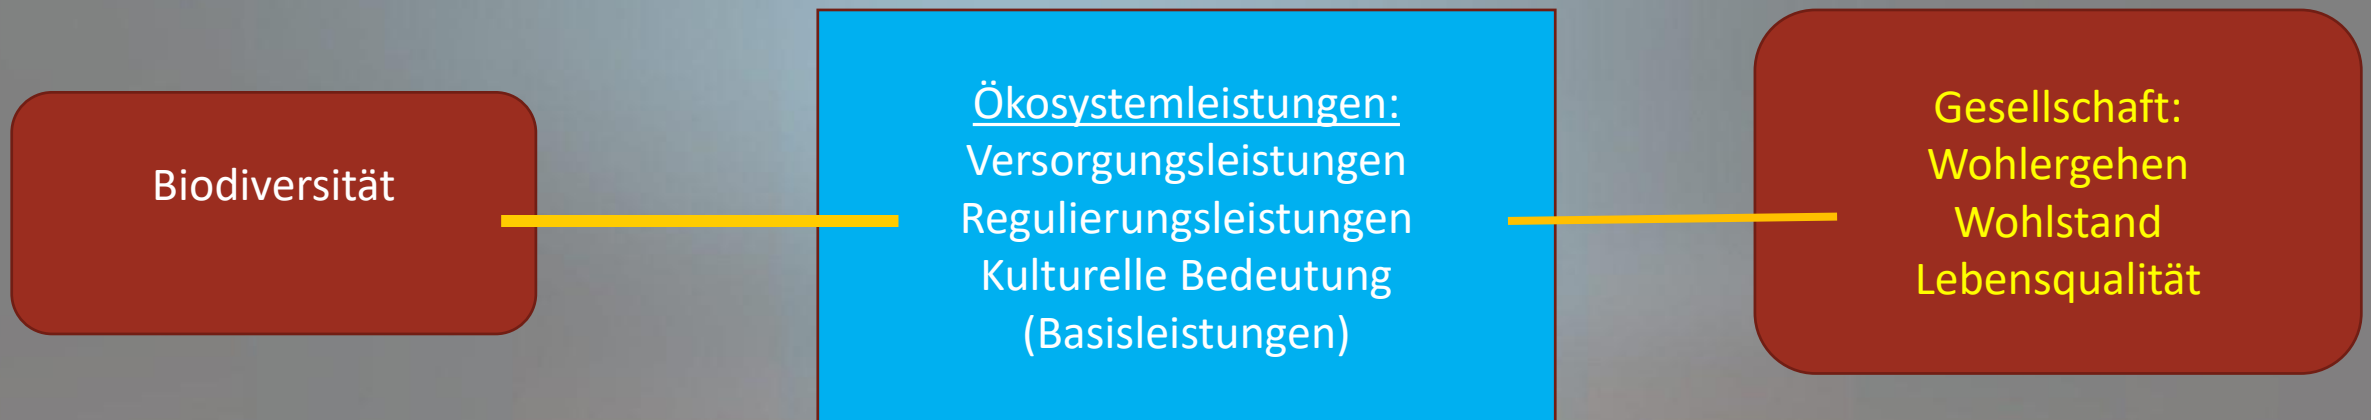 Biodiversität
Ökosystemleistungen:
Versorgungsleistungen
Regulierungsleistungen
Kulturelle Bedeutung
(Basisleistungen)
Gesellschaft:
Wohlergehen
Wohlstand
Lebensqualität